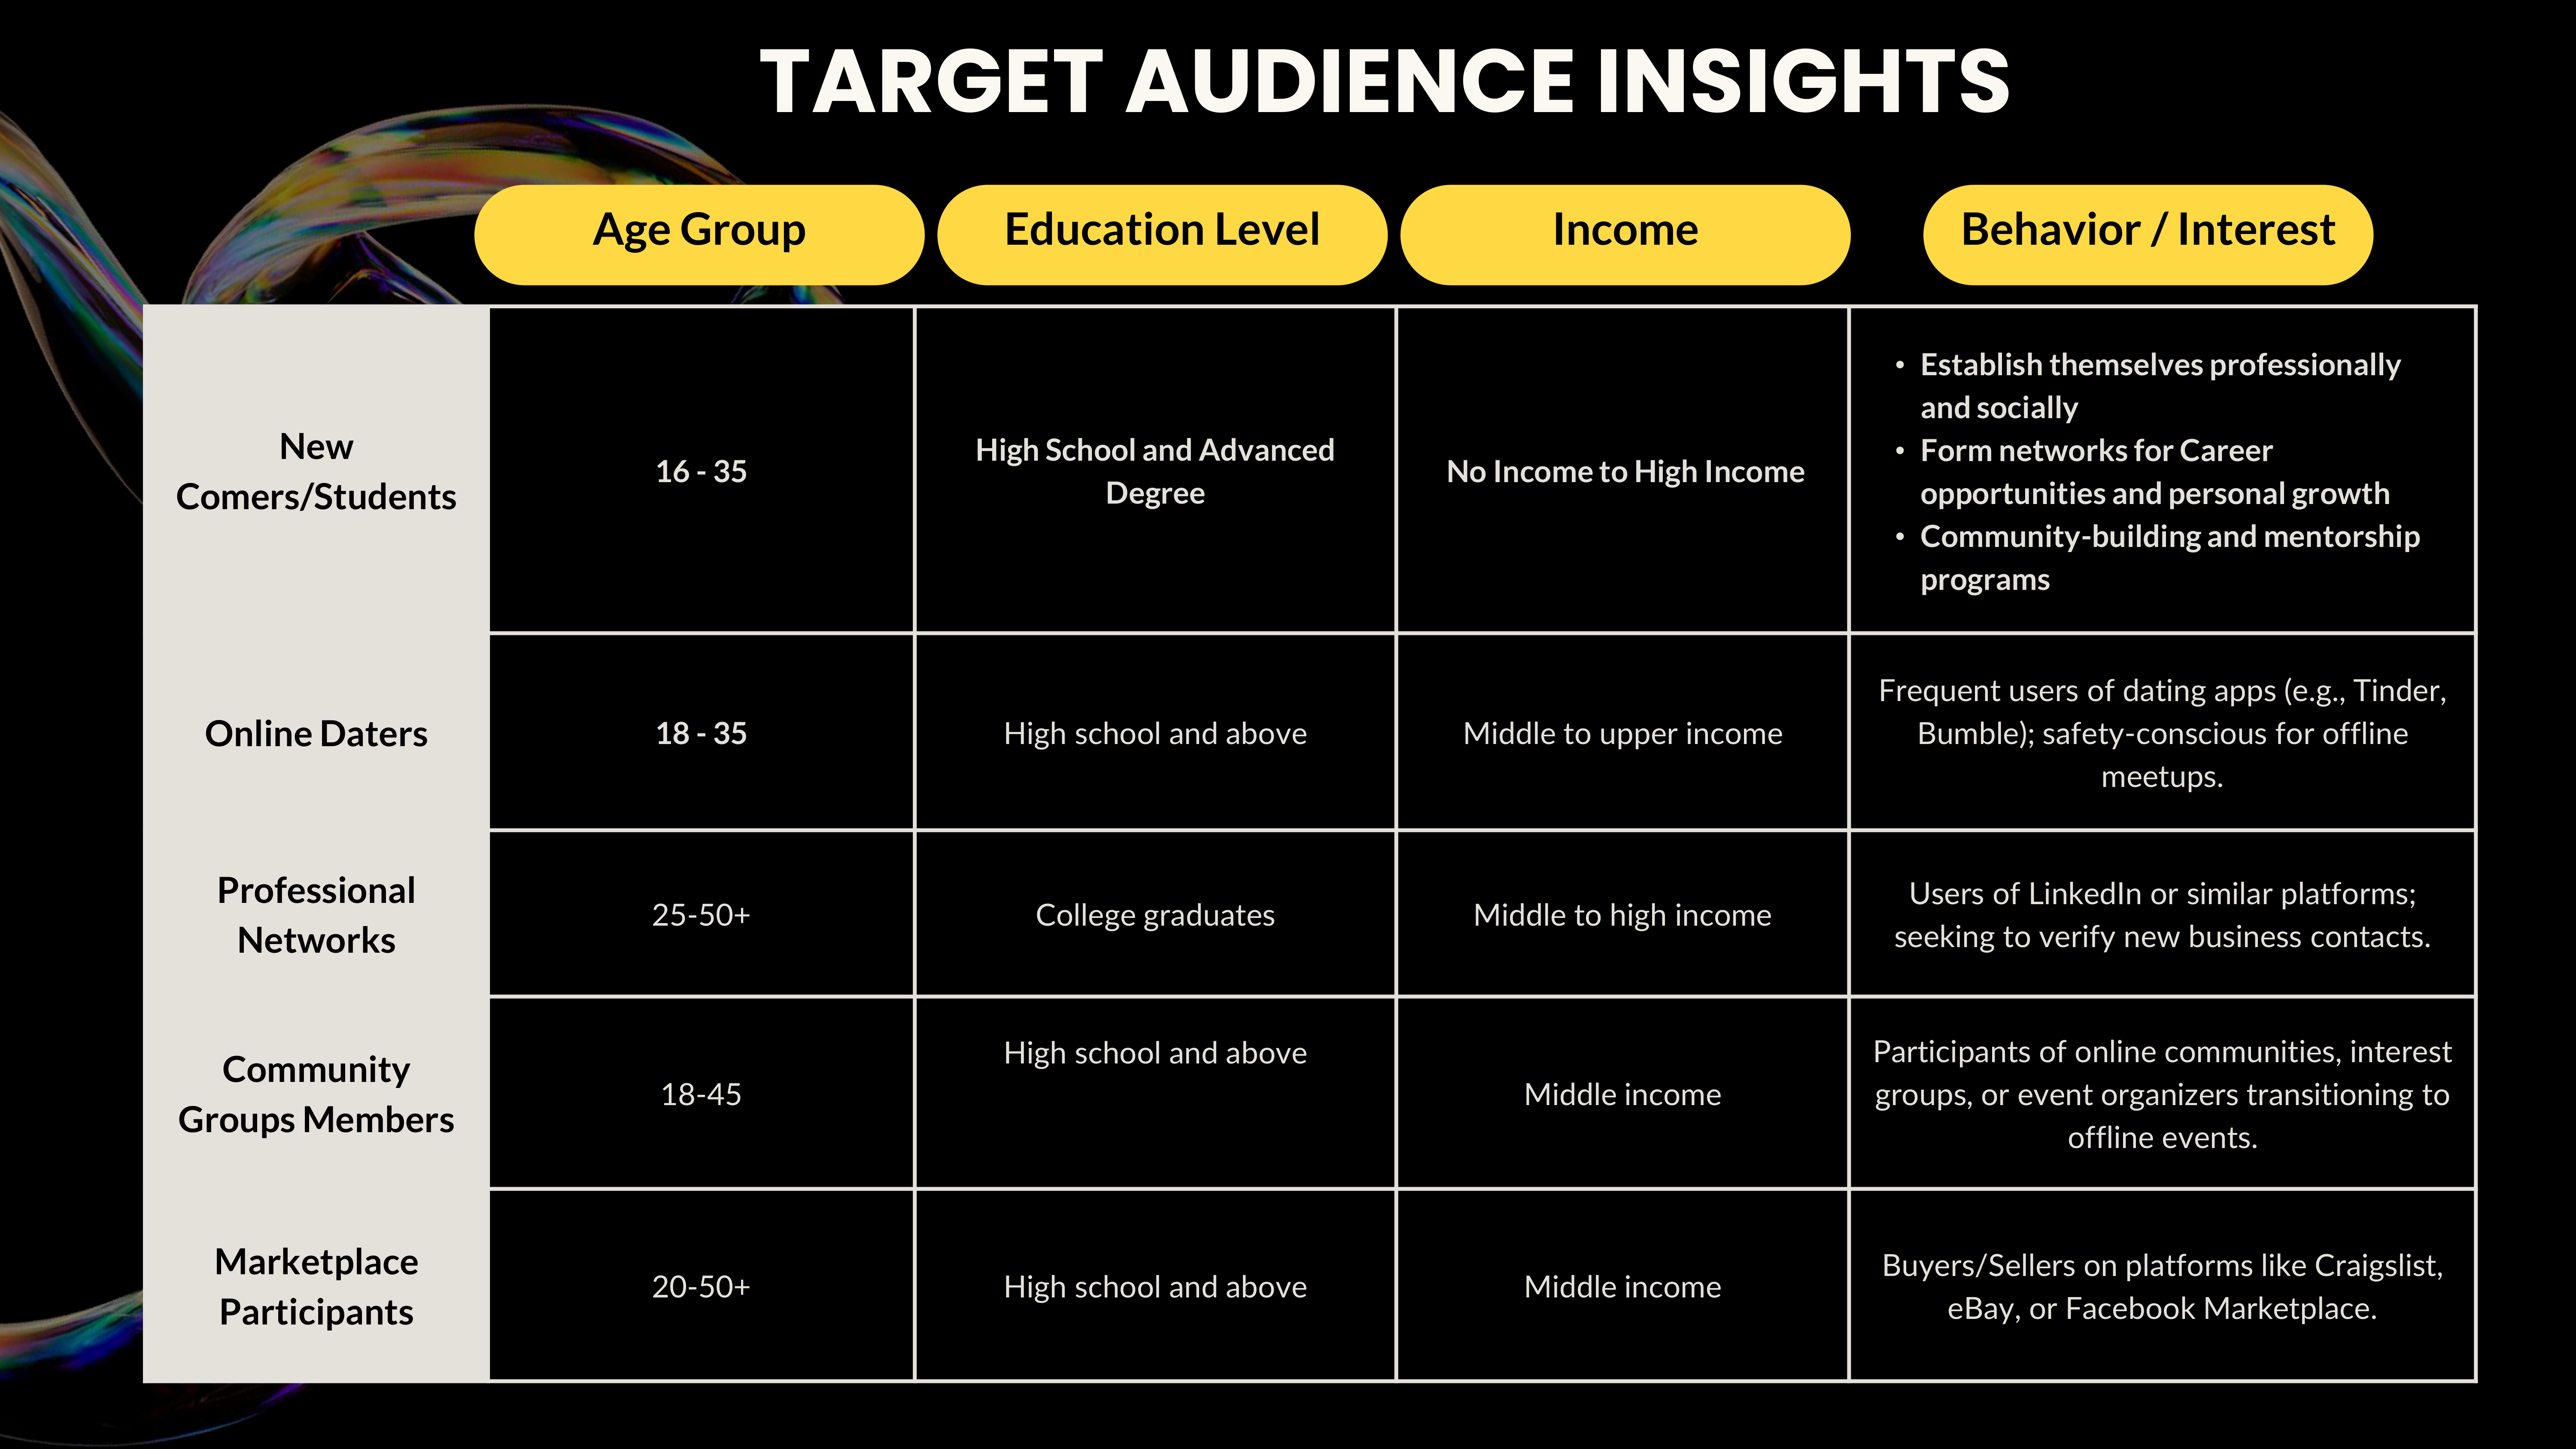 TARGET AUDIENCE INSIGHTS
Age Group
Education Level
Income
Behavior / Interest
New
Comers/Students
16 - 35
High School and Advanced
Degree
No Income to High Income
• Establish themselves professionally
and socially
• Form networks for Career
opportunities and personal growth
• Community-building and mentorship
programs
Online Daters
18 - 35
High school and above
Middle to upper income
Frequent users of dating apps (e.g., Tinder,
Bumble); safety-conscious for offline
meetups.
Professional
Networks
25-50+
College graduates
Middle to high income
Users of LinkedIn or similar platforms;
seeking to verify new business contacts.
Community
Groups Members
18-45
High school and above
Middle income
Participants of online communities, interest
groups, or event organizers transitioning to
offline events.
Marketplace
Participants
20-50+
High school and above
Middle income
Buyers/Sellers on platforms like Craigslist,
eBay, or Facebook Marketplace.